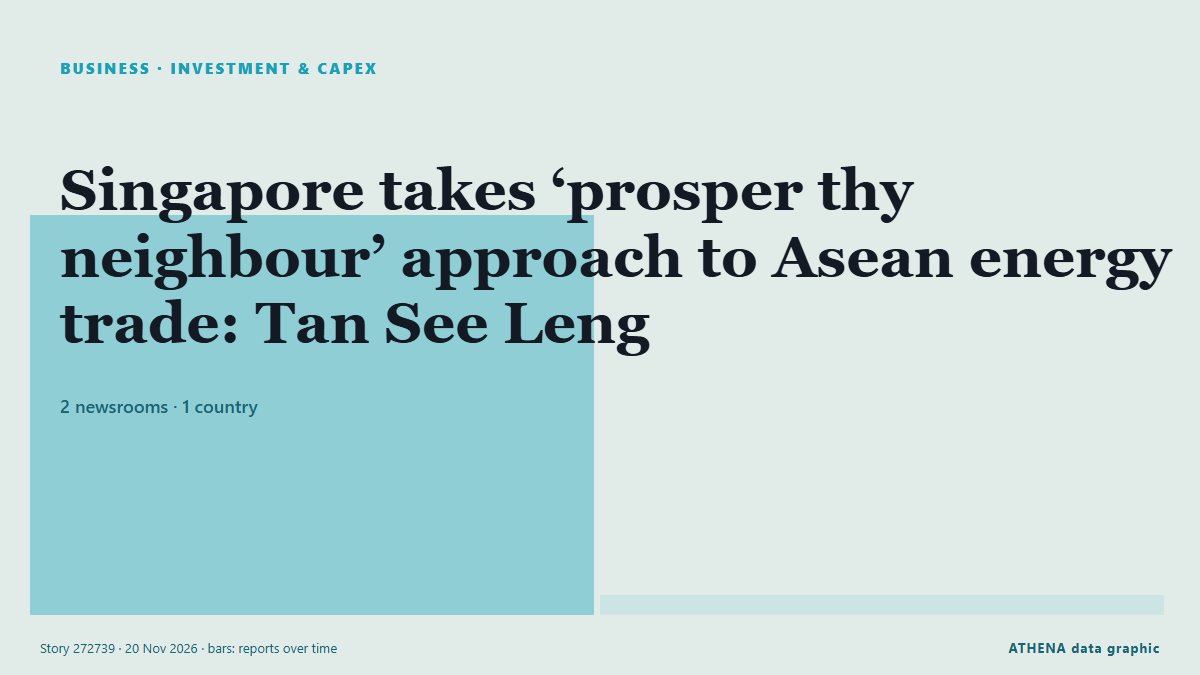 BUSINESS · INVESTMENT & CAPEX
Singapore takes ‘prosper thy
neighbour’ approach to Asean energy
trade: Tan See Leng
2 newsrooms · 1 country
Story 272739 · 20 Nov 2026 · bars: reports over time
ATHENA data graphic